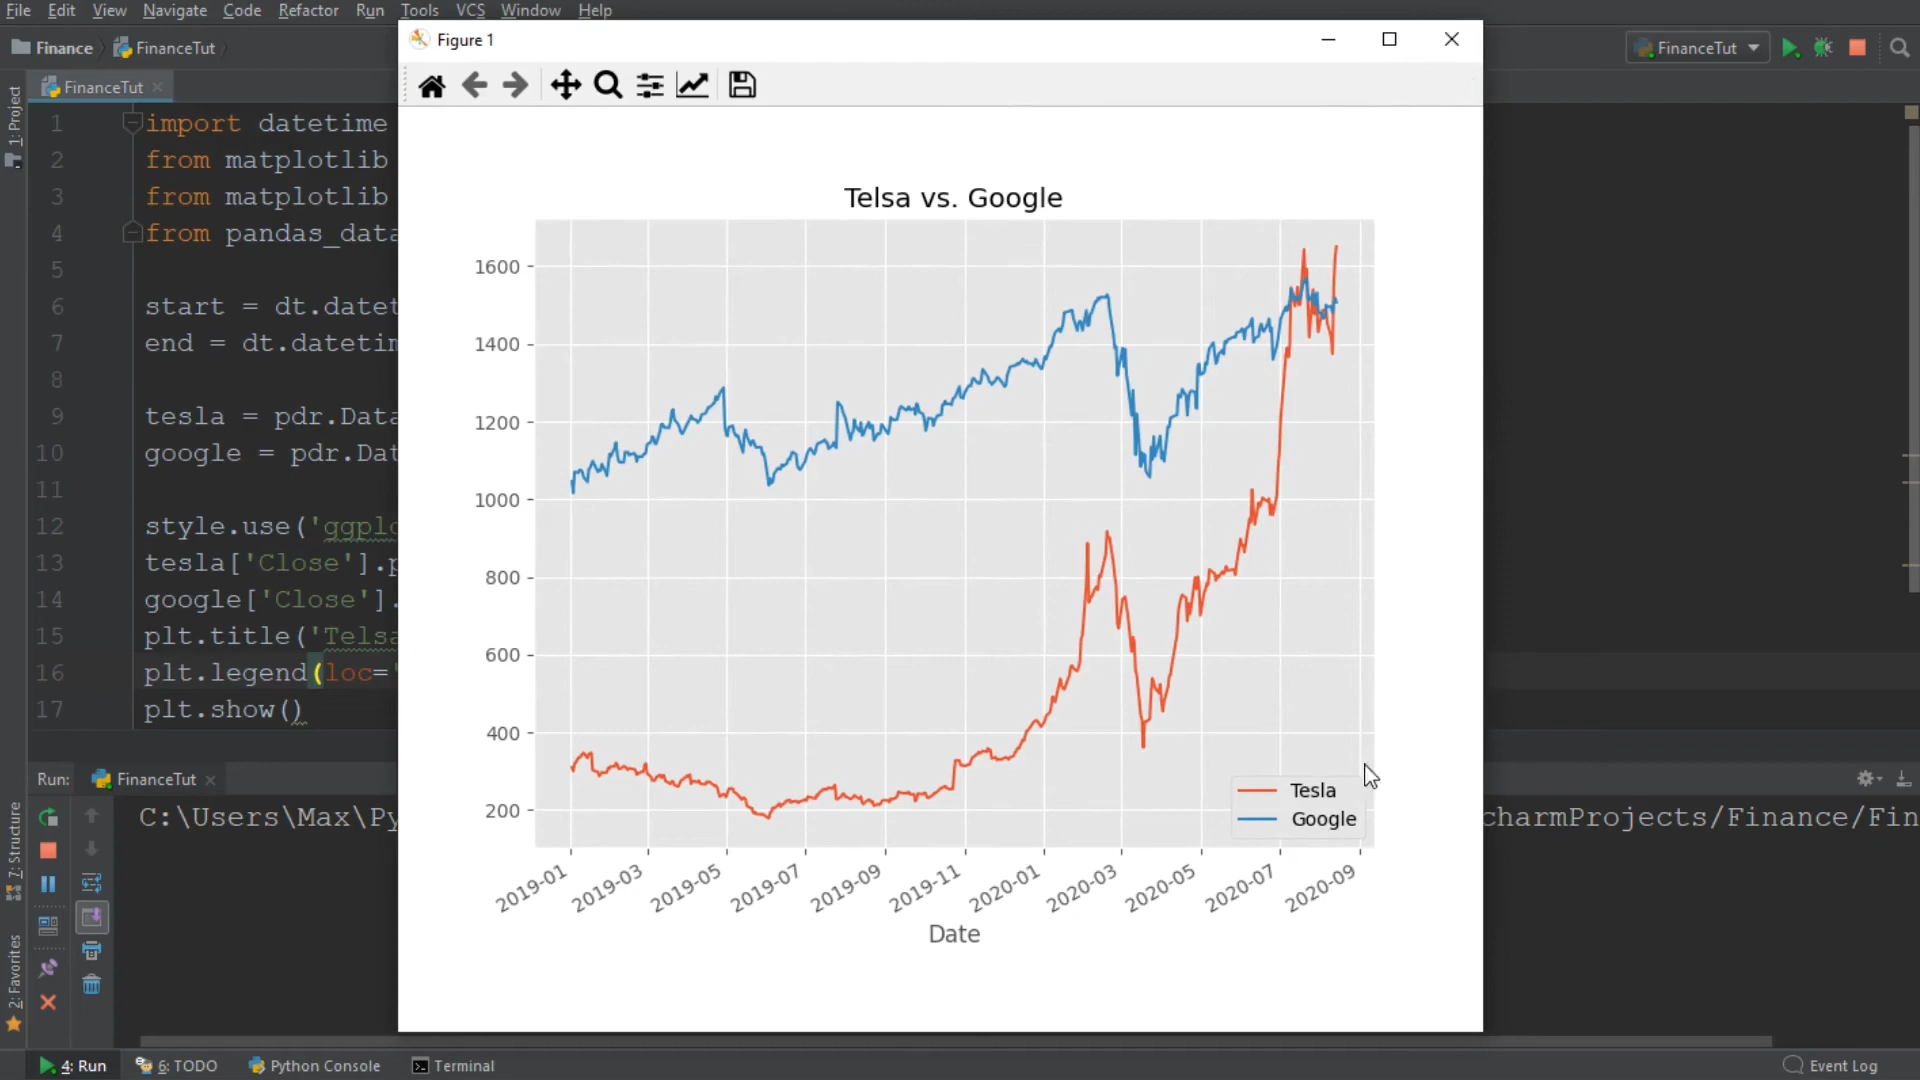 File Edit View Navigate Code Refactor Run Tools VCS Window Help
Finance FinanceTut
FinanceTut
FinanceTut
1: Project
1 import datetime
2 from matplotlib
3 from matplotlib
4 from pandas_data
5
6 start = dt.datet
7 end = dt.datetim
8
9 tesla = pdr.Data
10 google = pdr.Dat
11
12 style.use('ggplo
13 tesla['Close'].p
14 google['Close'].
15 plt.title('Telsa
16 plt.legend(loc='
17 plt.show()
Figure 1
Telsa vs. Google
1600
1400
1200
1000
800
600
400
200
Tesla
Google
2019-01 2019-03 2019-05 2019-07 2019-09 2019-11 2020-01 2020-03 2020-05 2020-07 2020-09
Date
Run: FinanceTut
C:\Users\Max\Py
charmProjects/Finance/Fin
7: Structure
2: Favorites
4: Run 6: TODO Python Console Terminal Event Log